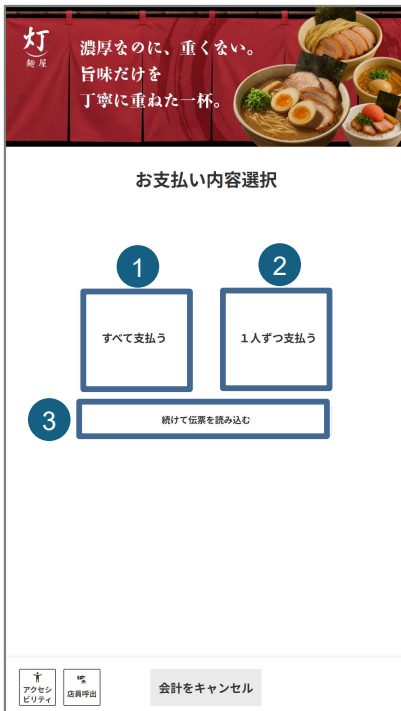 灯
麺屋
濃厚なのに、重くない。
旨味だけを
丁寧に重ねた一杯。
お支払い内容選択
1
2
すべて支払う
1人ずつ支払う
3
続けて伝票を読み込む
アクセシ
ビリティ
店員呼出
会計をキャンセル